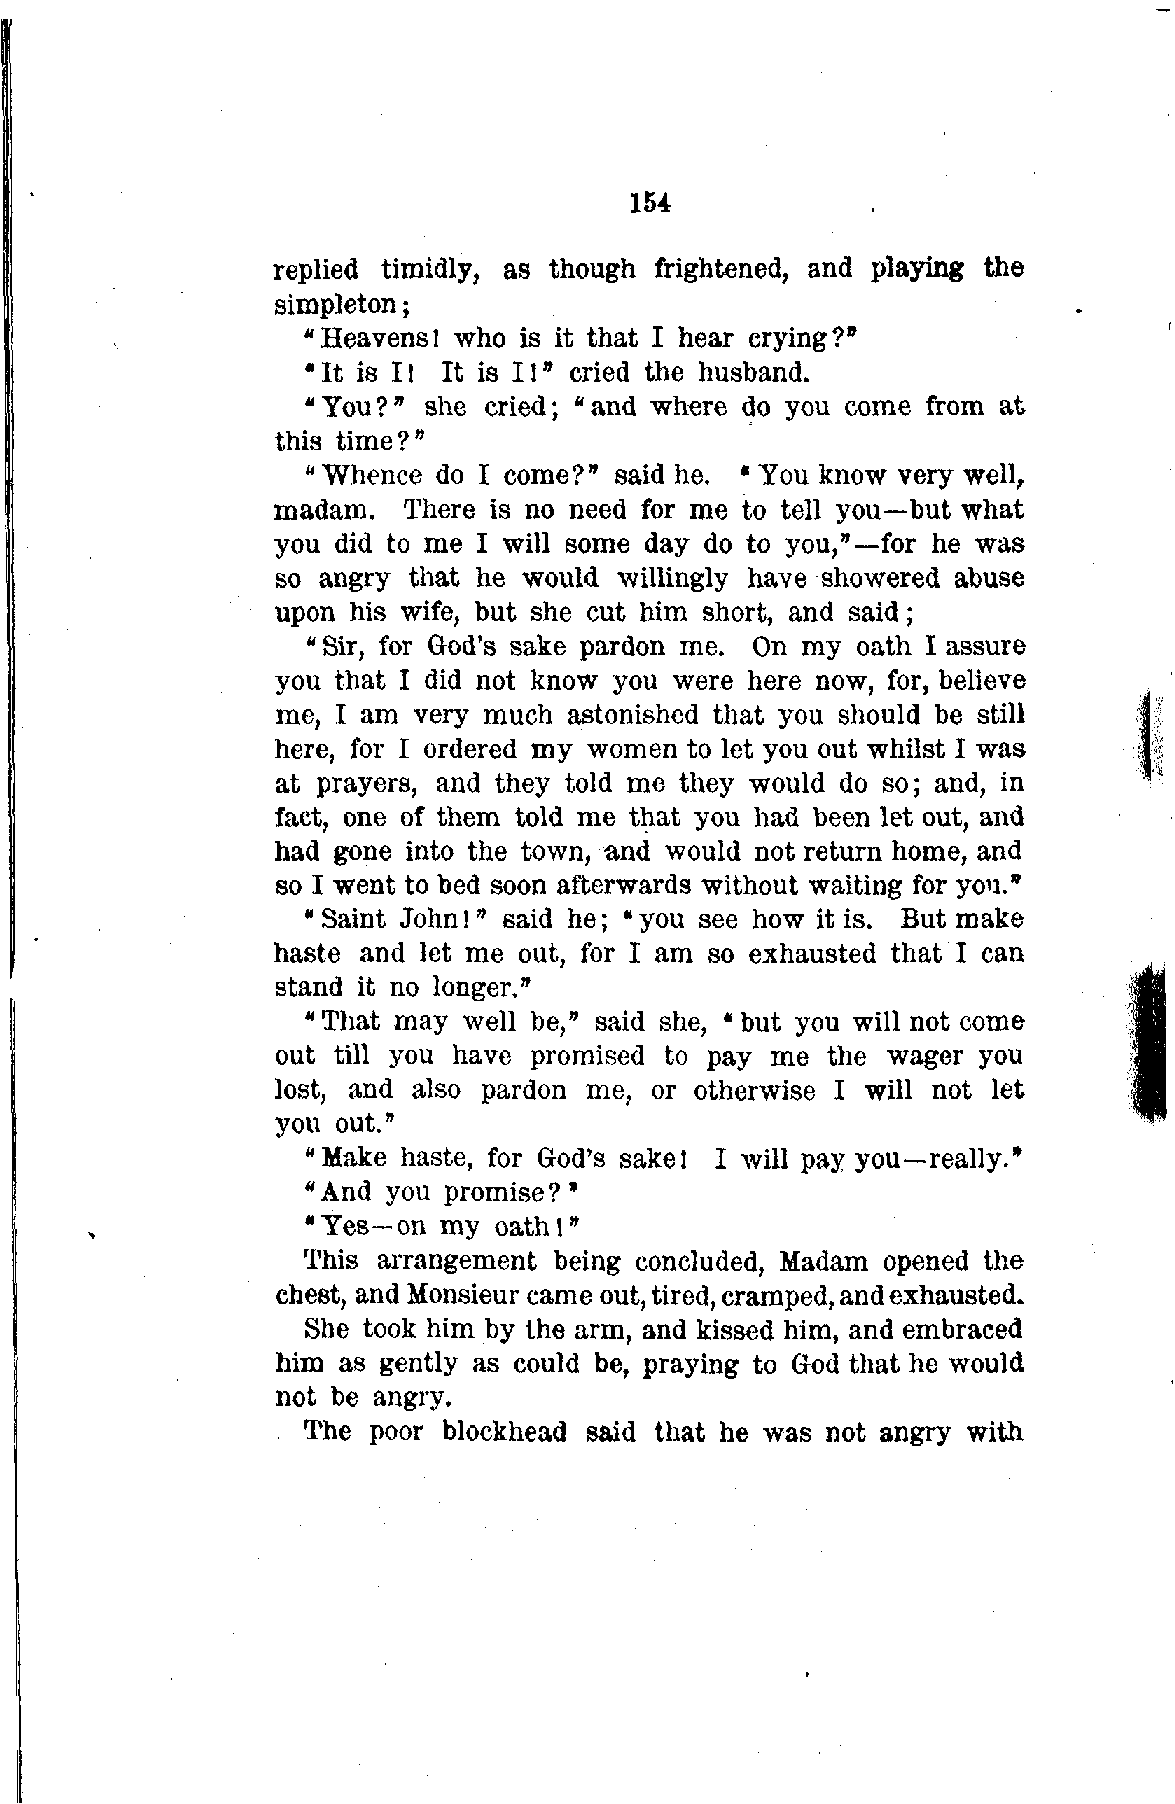 154
replied timidly, as though frightened, and playing the
simpleton;
"Heavens! who is it that I hear crying?"
"It is I! It is I!" cried the husband.
"You?" she cried; "and where do you come from at
this time?"
"Whence do I come?" said he. "You know very well,
madam. There is no need for me to tell you—but what
you did to me I will some day do to you,"—for he was
so angry that he would willingly have showered abuse
upon his wife, but she cut him short, and said;
"Sir, for God's sake pardon me. On my oath I assure
you that I did not know you were here now, for, believe
me, I am very much astonished that you should be still
here, for I ordered my women to let you out whilst I was
at prayers, and they told me they would do so; and, in
fact, one of them told me that you had been let out, and
had gone into the town, and would not return home, and
so I went to bed soon afterwards without waiting for you."
"Saint John!" said he; "you see how it is. But make
haste and let me out, for I am so exhausted that I can
stand it no longer."
"That may well be," said she, "but you will not come
out till you have promised to pay me the wager you
lost, and also pardon me, or otherwise I will not let
you out."
"Make haste, for God's sake! I will pay you—really."
"And you promise?"
"Yes—on my oath!"
This arrangement being concluded, Madam opened the
chest, and Monsieur came out, tired, cramped, and exhausted.
She took him by the arm, and kissed him, and embraced
him as gently as could be, praying to God that he would
not be angry.
The poor blockhead said that he was not angry with